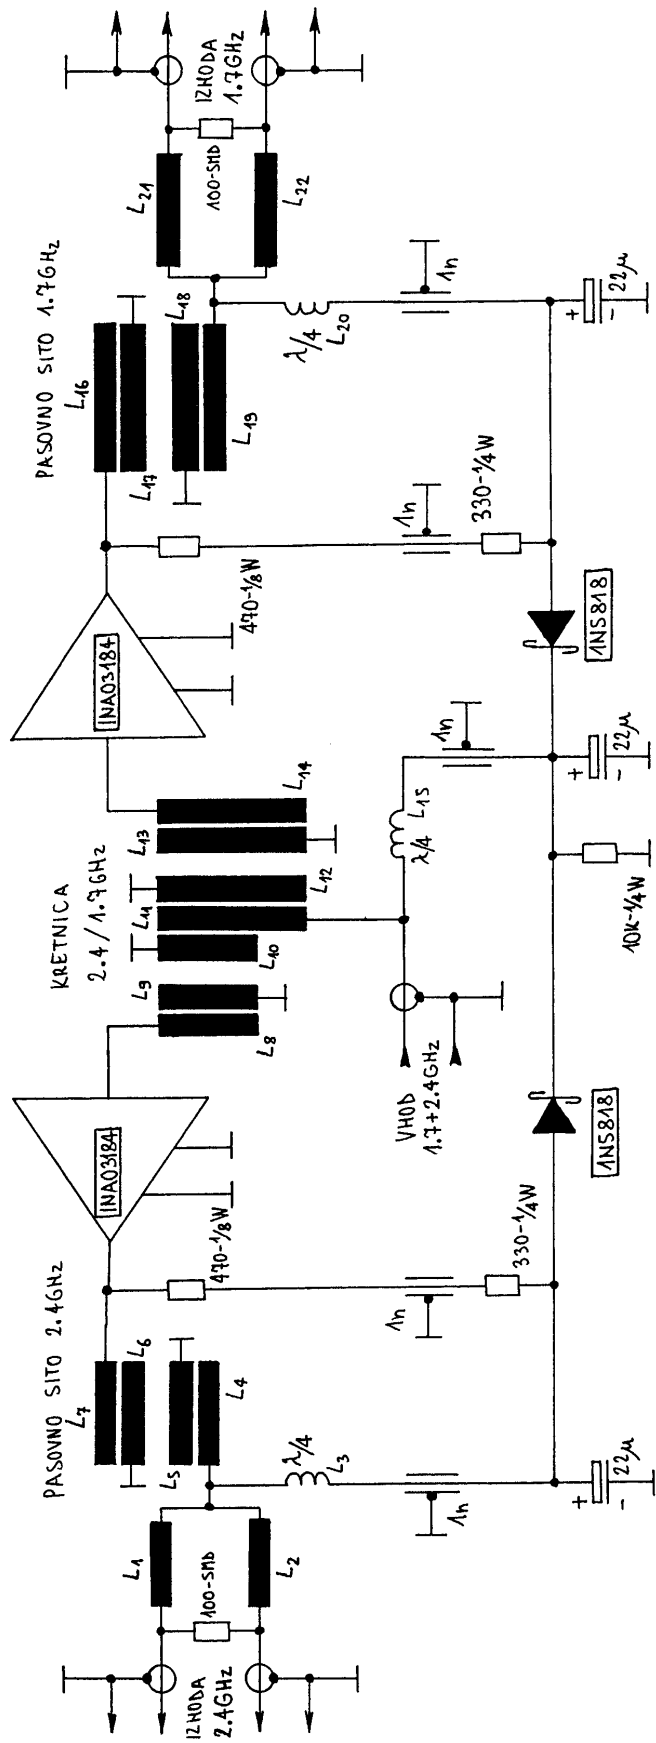 IZHODA
1.7GHz
100-SMD
L21
L22
PASOVNO SITO 1.7GHz
L16
L17
L18
L19
λ/4
L20
1n
22μ
+
-
1n
330-1/4W
470-1/8W
INA03184
1N5818
1n
22μ
+
-
KRETNICA
2.4/1.7GHz
L14
L13
L12
L11
L10
L9
L8
L15
λ/4
10k-1/4W
VHOD
1.7+2.4GHz
INA03184
1N5818
470-1/8W
330-1/4W
1n
PASOVNO SITO 2.4GHz
L7
L6
L5
L4
λ/4
L3
1n
22μ
+
-
L1
L2
100-SMD
IZHODA
2.4GHz